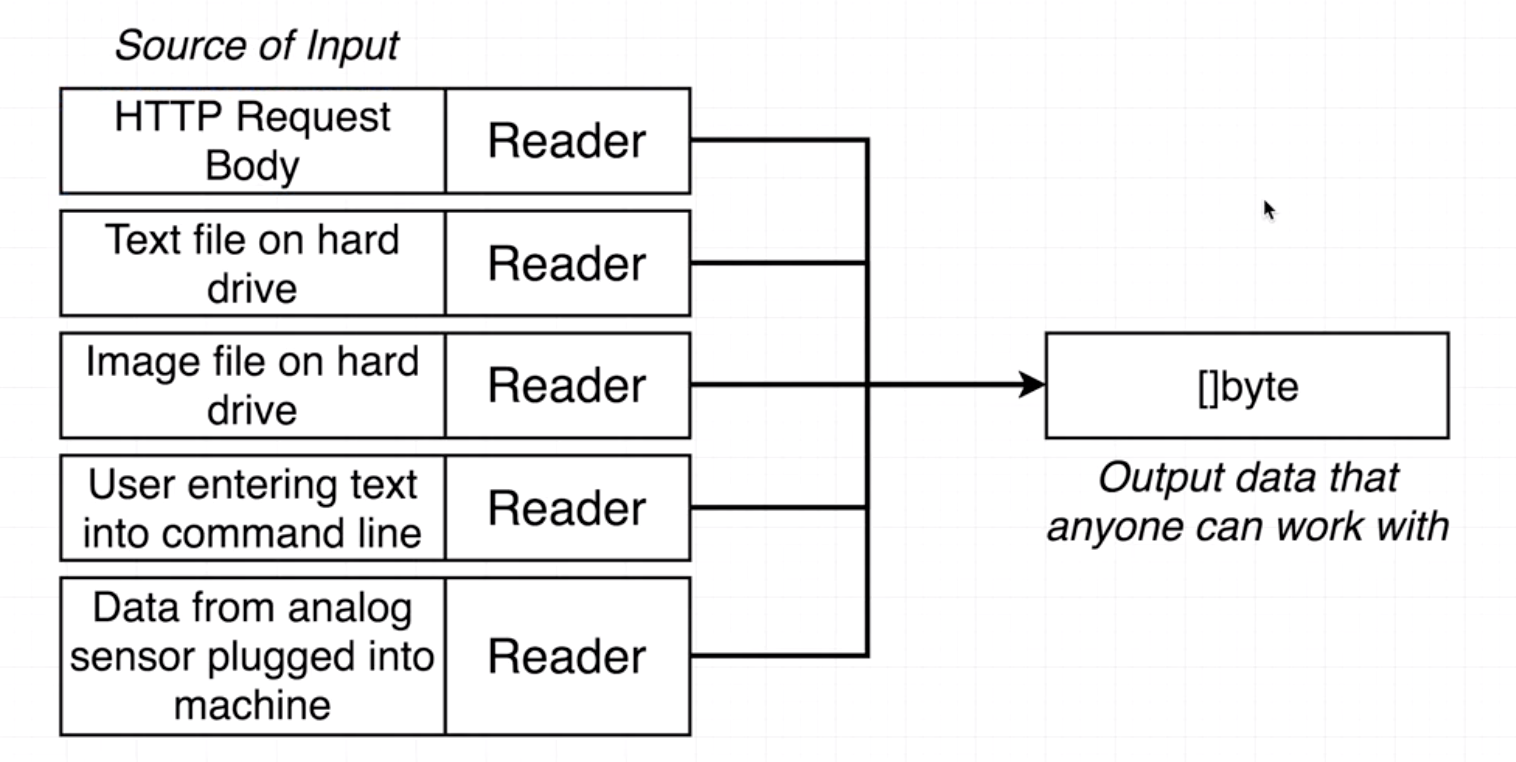 Source of Input
HTTP Request
Body
Reader
Text file on hard
drive
Reader
Image file on hard
drive
Reader
User entering text
into command line
Reader
Data from analog
sensor plugged into
machine
Reader
[]byte
Output data that
anyone can work with